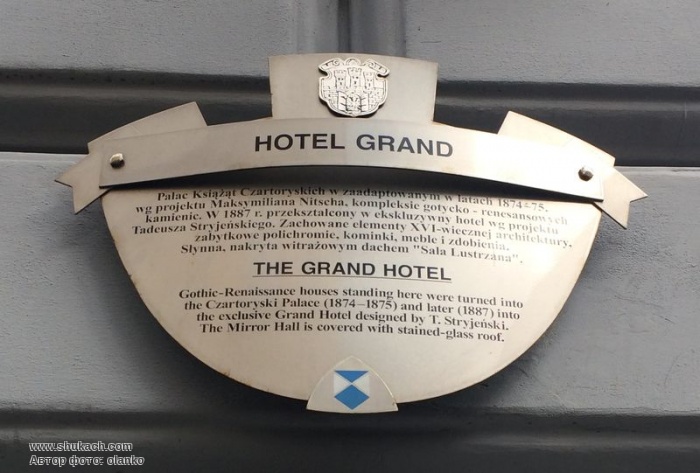 HOTEL GRAND
Pałac Książąt Czartoryskich w zaadaptowanym w latach 1874-75,
wg projektu Maksymiliana Nitscha, kompleksie gotycko - renesansowych
kamienic. W 1887 r. przekształcony w ekskluzywny hotel wg projektu
Tadeusza Stryjeńskiego. Zachowane elementy XVI-wiecznej architektury,
zabytkowe polichromie, kominki, meble i zdobienia.
Słynna, nakryta witrażowym dachem "Sala Lustrzana".
THE GRAND HOTEL
Gothic-Renaissance houses standing here were turned into
the Czartoryski Palace (1874–1875) and later (1887) into
the exclusive Grand Hotel designed by T. Stryjeński.
The Mirror Hall is covered with stained-glass roof.
www.shukach.com
Автор фото: olanko